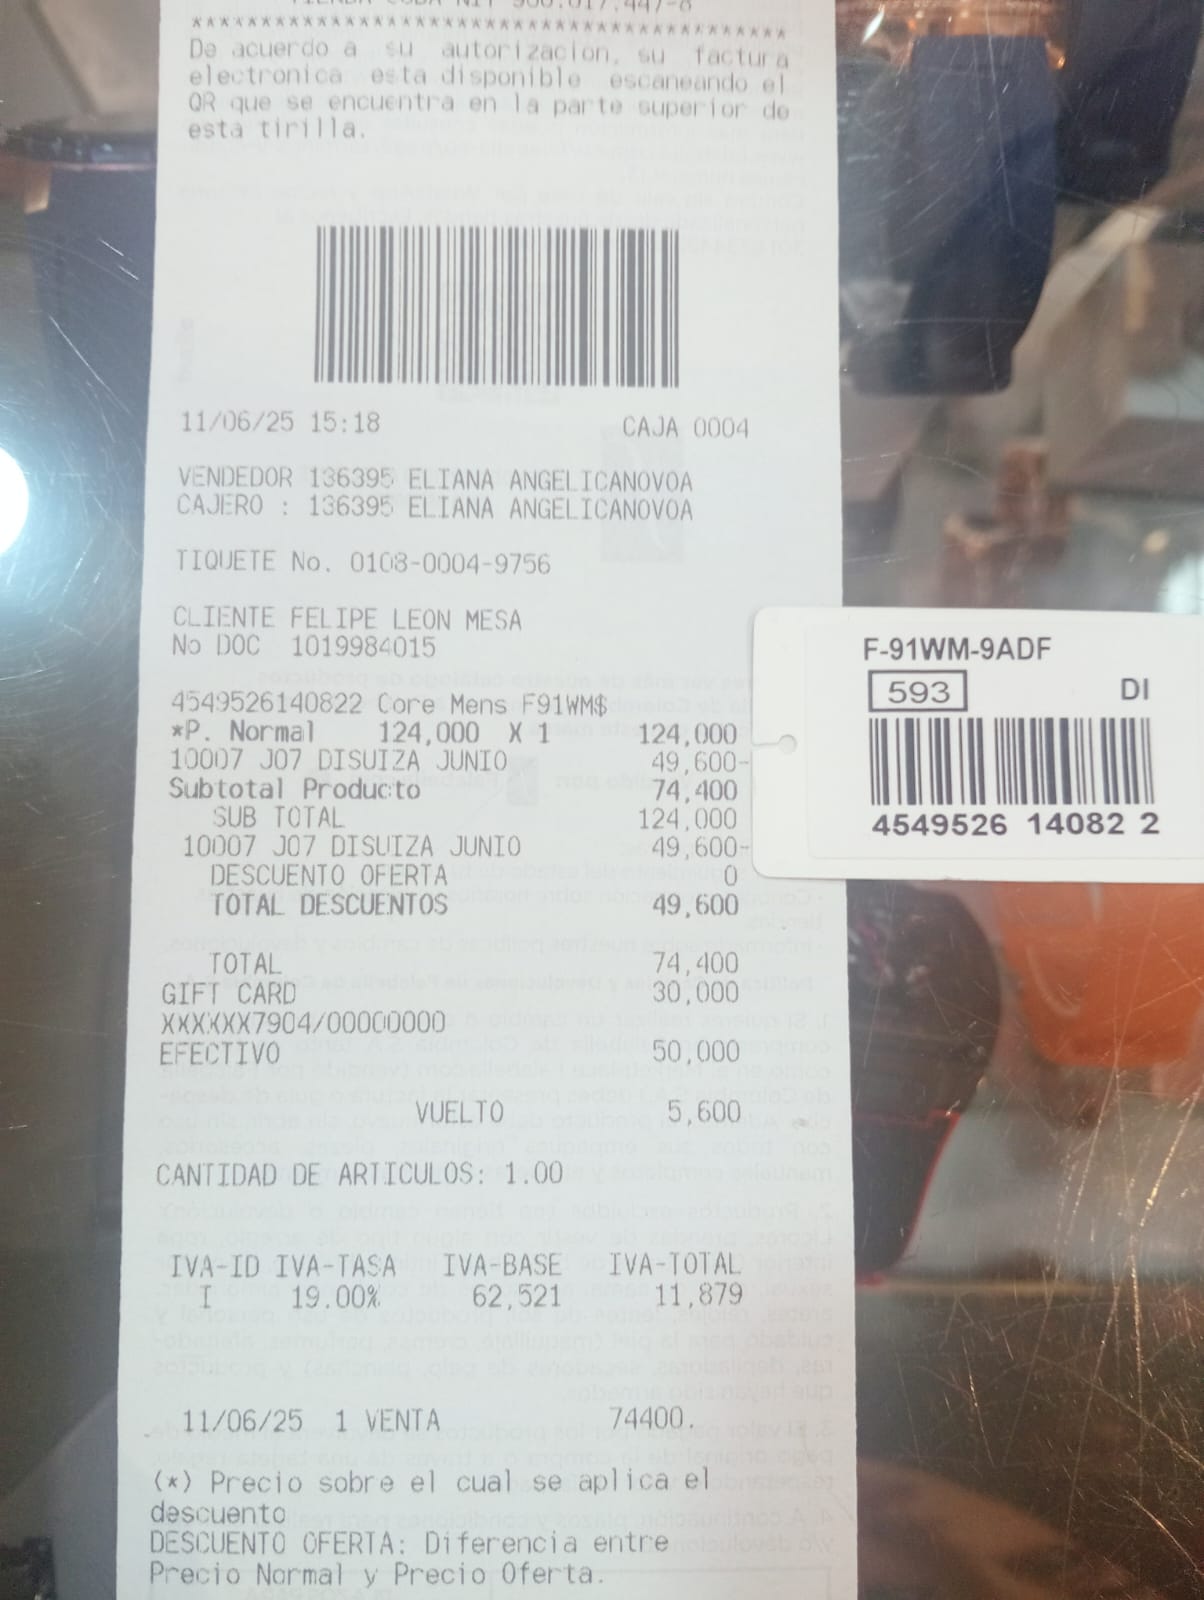 TIENDA SUBA NIT 900.017.447-8
****************************************
De acuerdo a su autorizacion, su factura
electronica esta disponible escaneando el
QR que se encuentra en la parte superior de
esta tirilla.
11/06/25 15:18 CAJA 0004
VENDEDOR 136395 ELIANA ANGELICANOVOA
CAJERO : 136395 ELIANA ANGELICANOVOA
TIQUETE No. 0108-0004-9756
CLIENTE FELIPE LEON MESA
No DOC 1019984015
4549526140822 Core Mens F91WM$
*P. Normal 124,000 X 1 124,000
10007 J07 DISUIZA JUNIO 49,600-
Subtotal Producto 74,400
SUB TOTAL 124,000
10007 J07 DISUIZA JUNIO 49,600-
DESCUENTO OFERTA 0
TOTAL DESCUENTOS 49,600
TOTAL 74,400
GIFT CARD 30,000
XXXXXX7904/00000000
EFECTIVO 50,000
VUELTO 5,600
CANTIDAD DE ARTICULOS: 1.00
IVA-ID IVA-TASA IVA-BASE IVA-TOTAL
I 19.00% 62,521 11,879
11/06/25 1 VENTA 74400.
(*) Precio sobre el cual se aplica el
descuento
DESCUENTO OFERTA: Diferencia entre
Precio Normal y Precio Oferta.
F-91WM-9ADF
593 DI
4549526 14082 2